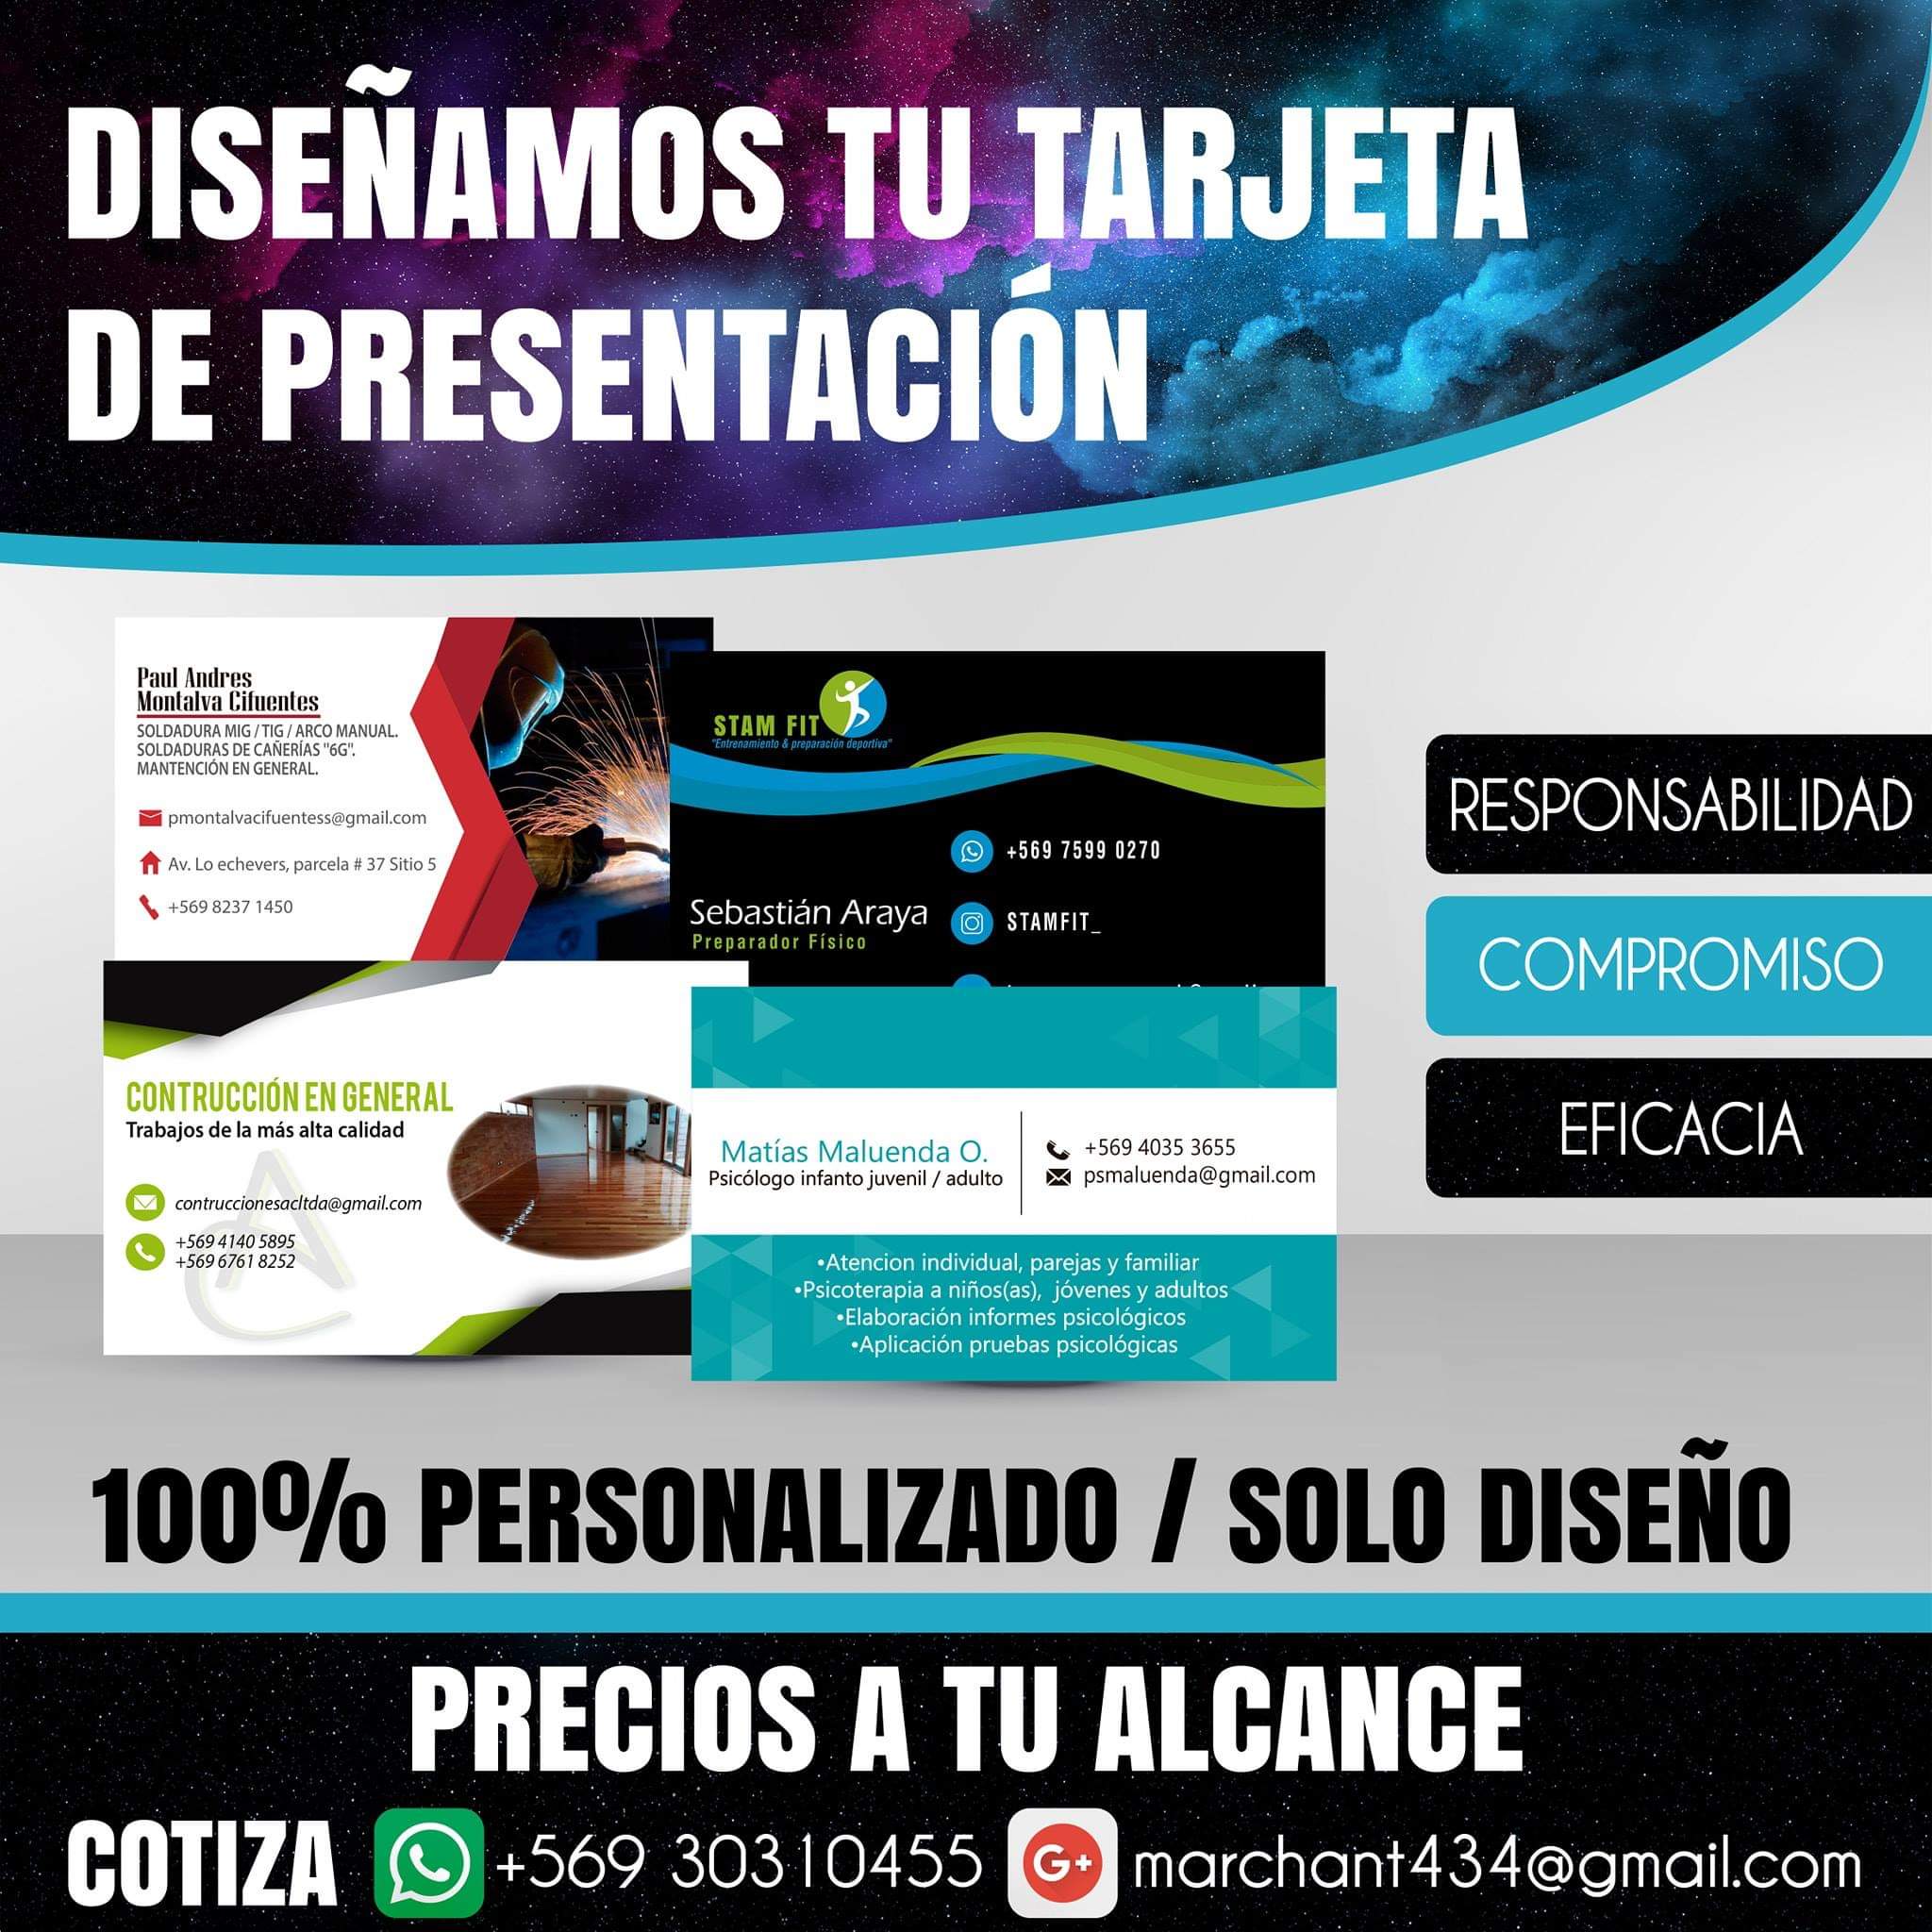 DISEÑAMOS TU TARJETA
DE PRESENTACIÓN
Paul Andres
Montalva Cifuentes
SOLDADURA MIG / TIG / ARCO MANUAL.
SOLDADURAS DE CAÑERÍAS "6G".
MANTENCIÓN EN GENERAL.
pmontalvacifuentess@gmail.com
Av. Lo echevers, parcela # 37 Sitio 5
+569 8237 1450
STAM FIT
"Entrenamiento & preparación deportiva"
+569 7599 0270
Sebastián Araya
Preparador Físico
STAMFIT_
CONTRUCCIÓN EN GENERAL
Trabajos de la más alta calidad
contruccionesacltda@gmail.com
+569 4140 5895
+569 6761 8252
Matías Maluenda O.
Psicólogo infanto juvenil / adulto
+569 4035 3655
psmaluenda@gmail.com
•Atencion individual, parejas y familiar
•Psicoterapia a niños(as), jóvenes y adultos
•Elaboración informes psicológicos
•Aplicación pruebas psicológicas
RESPONSABILIDAD
COMPROMISO
EFICACIA
100% PERSONALIZADO / SOLO DISEÑO
PRECIOS A TU ALCANCE
COTIZA +569 30310455 G+ marchant434@gmail.com